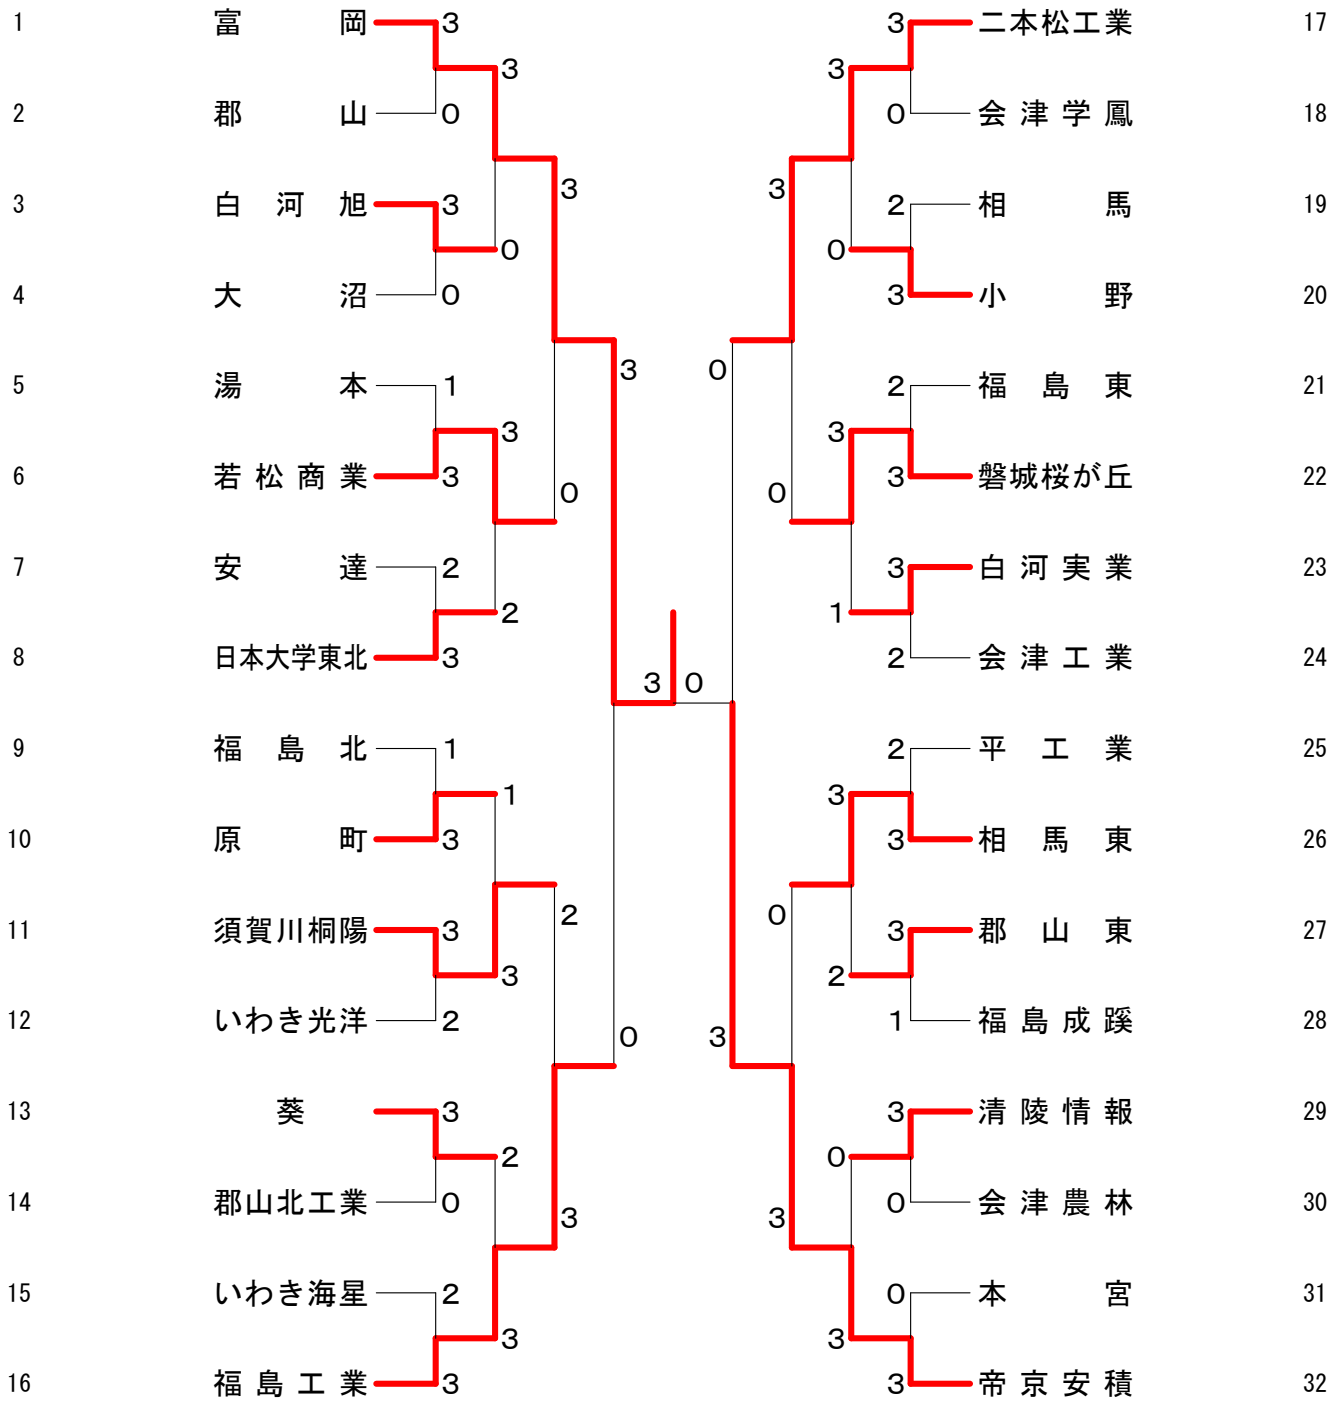 1 富岡 3 3 二本松工業 17
3 3
2 郡山 0 0 会津学鳳 18
3 3
3 白河旭 3 2 相馬 19
0 0
4 大沼 0 3 小野 20
3 0
5 湯本 1 2 福島東 21
3 3
6 若松商業 3 3 磐城桜が丘 22
0 0
7 安達 2 3 白河実業 23
2 1
8 日本大学東北 3 2 会津工業 24
3 0
9 福島北 1 2 平工業 25
1 3
10 原町 3 3 相馬東 26
2 0
11 須賀川桐陽 3 3 郡山東 27
3 2
12 いわき光洋 2 1 福島成蹊 28
0 3
13 葵 3 3 清陵情報 29
2 0
14 郡山北工業 0 0 会津農林 30
3 3
15 いわき海星 2 0 本宮 31
3 3
16 福島工業 3 3 帝京安積 32